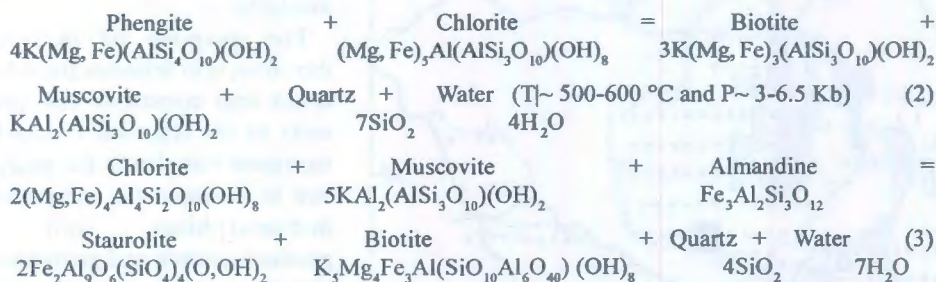 Phengite + Chlorite = Biotite +
4K(Mg, Fe)(AlSi₄O₁₀)(OH)₂ (Mg, Fe)₅Al(AlSi₃O₁₀)(OH)₈ 3K(Mg, Fe)₃(AlSi₃O₁₀)(OH)₂
Muscovite + Quartz + Water (T~ 500-600 °C and P~ 3-6.5 Kb) (2)
KAl₂(AlSi₃O₁₀)(OH)₂ 7SiO₂ 4H₂O
Chlorite + Muscovite + Almandine =
2(Mg,Fe)₄Al₄Si₂O₁₀(OH)₈ 5KAl₂(AlSi₃O₁₀)(OH)₂ Fe₃Al₂Si₃O₁₂
Staurolite + Biotite + Quartz + Water (3)
2Fe₂Al₉O₆(SiO₄)₄(O,OH)₂ K₅Mg₄Fe₃Al(SiO₁₀Al₆O₄₀) (OH)₈ 4SiO₂ 7H₂O